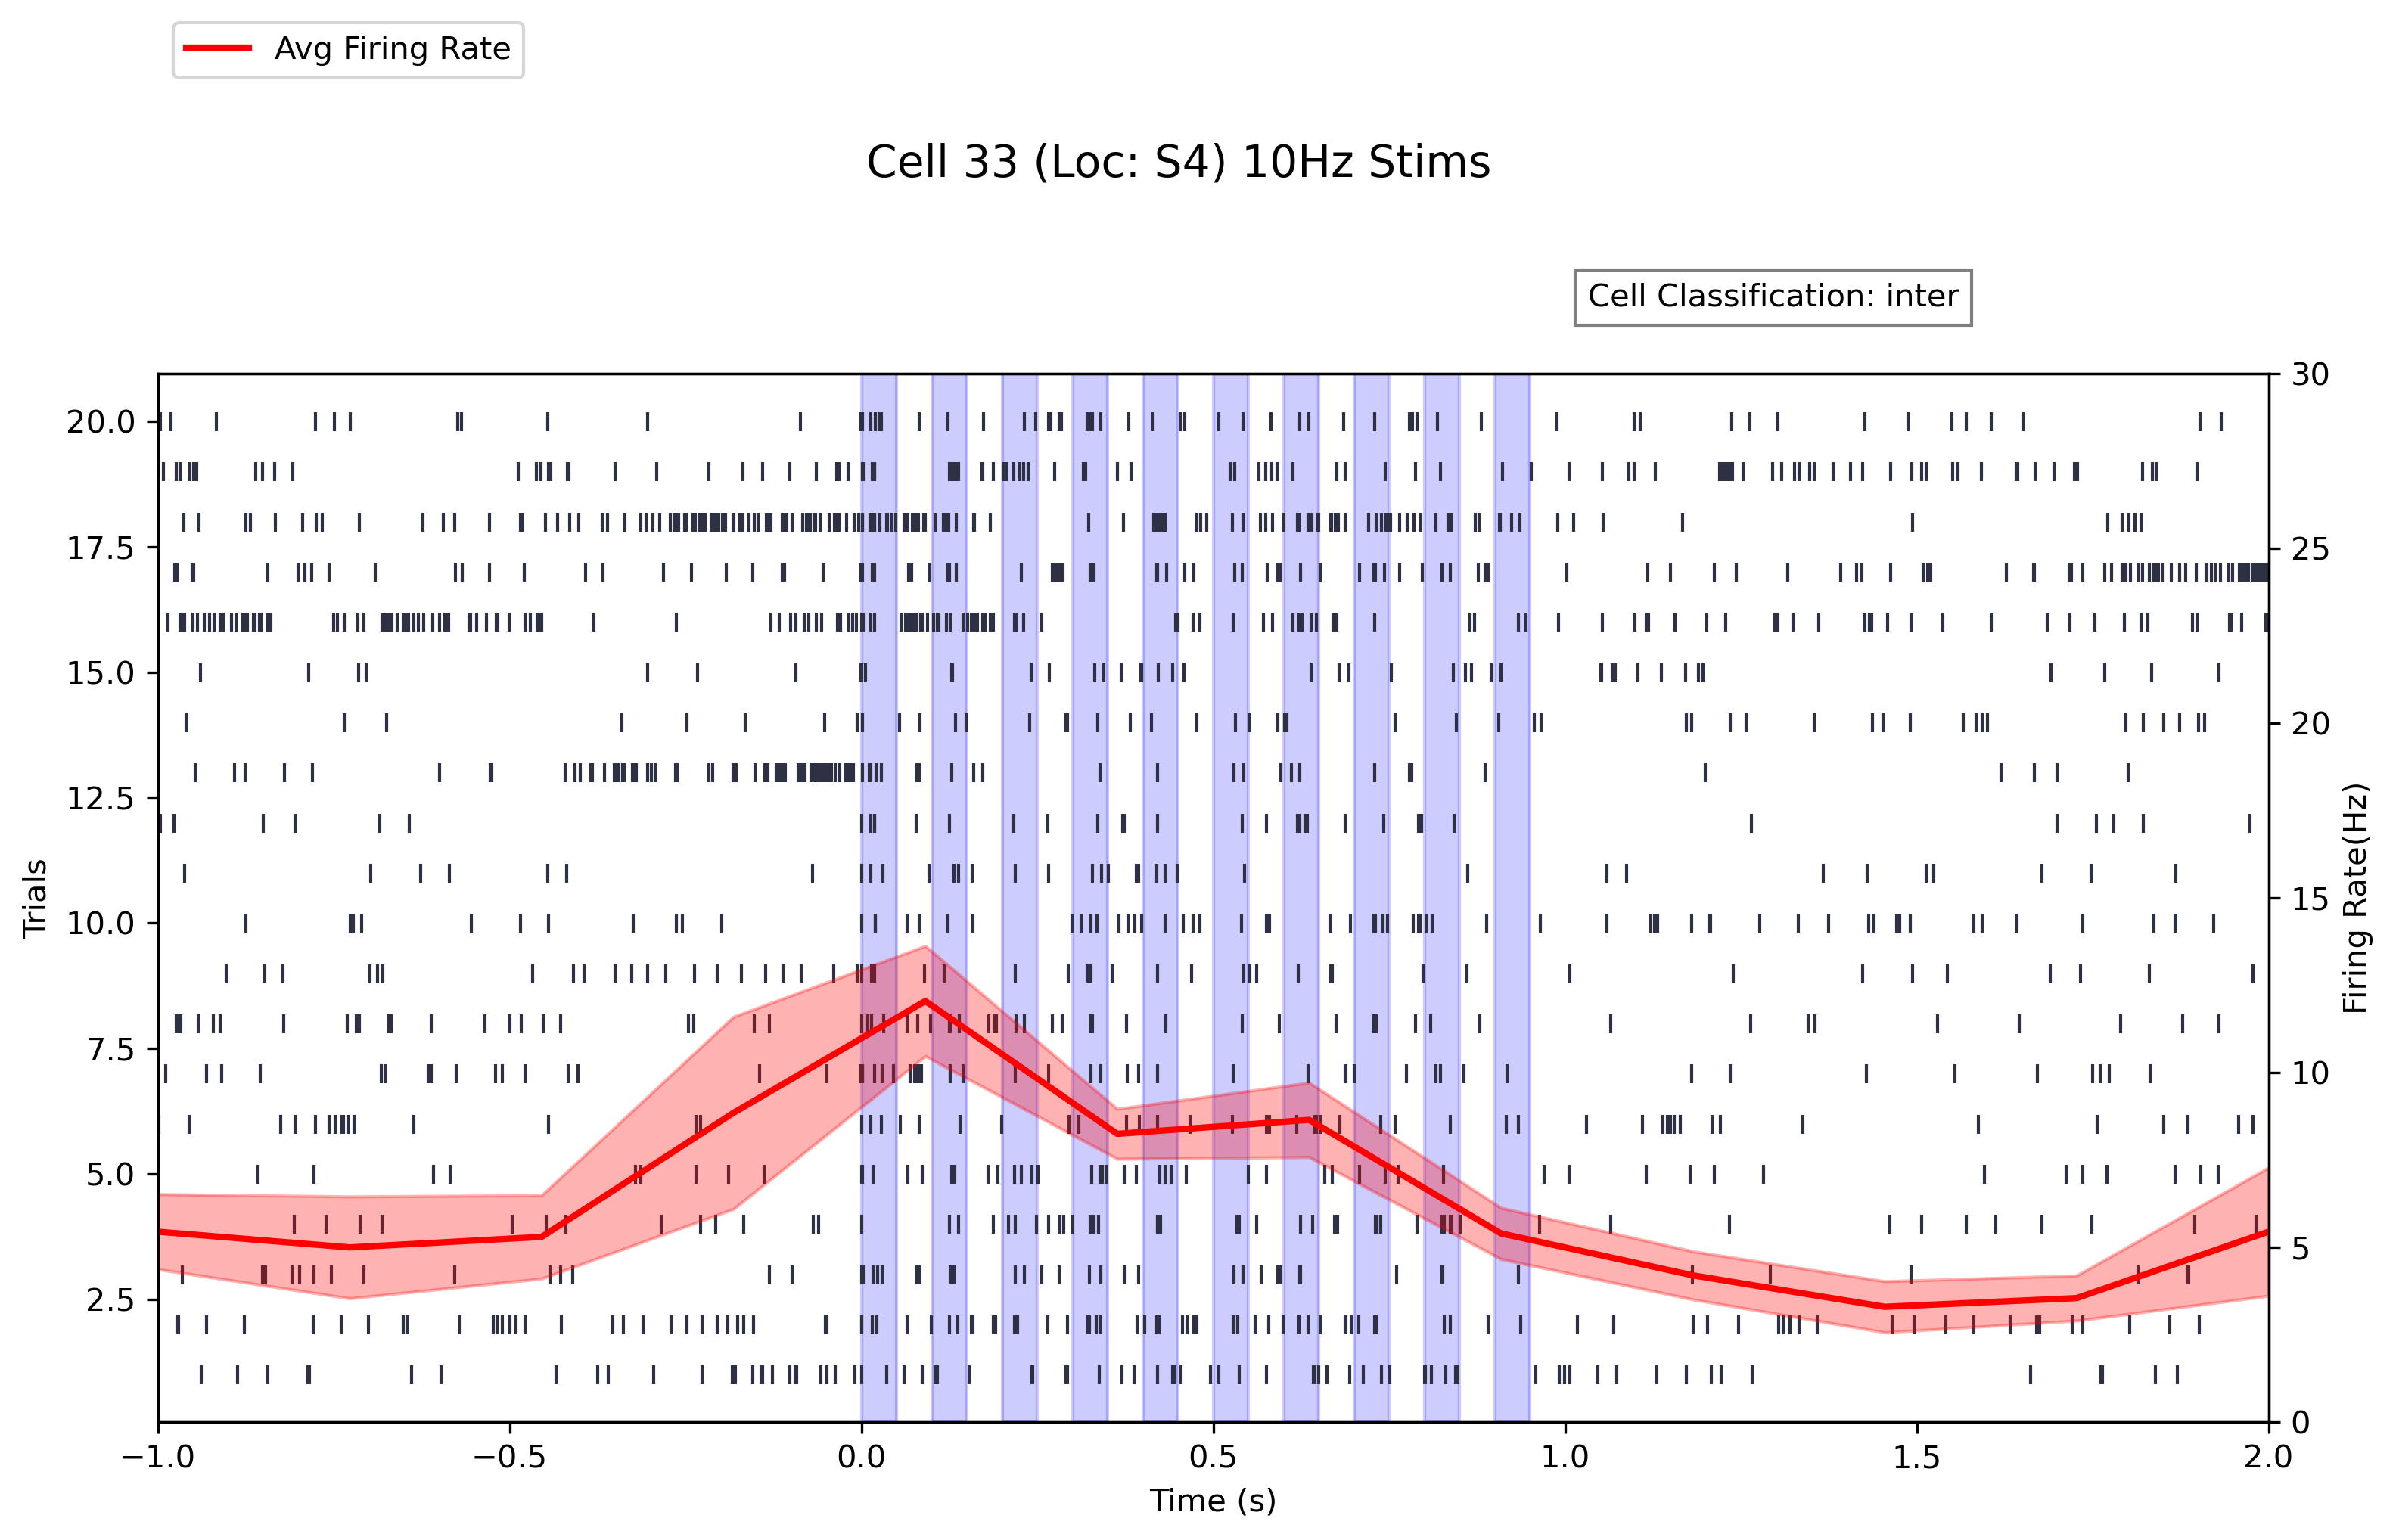 Avg Firing Rate
Cell 33 (Loc: S4) 10Hz Stims
Cell Classification: inter
20.0
17.5
15.0
12.5
10.0
7.5
5.0
2.5
Trials
30
25
20
15
10
5
0
Firing Rate(Hz)
−1.0 −0.5 0.0 0.5 1.0 1.5 2.0
Time (s)